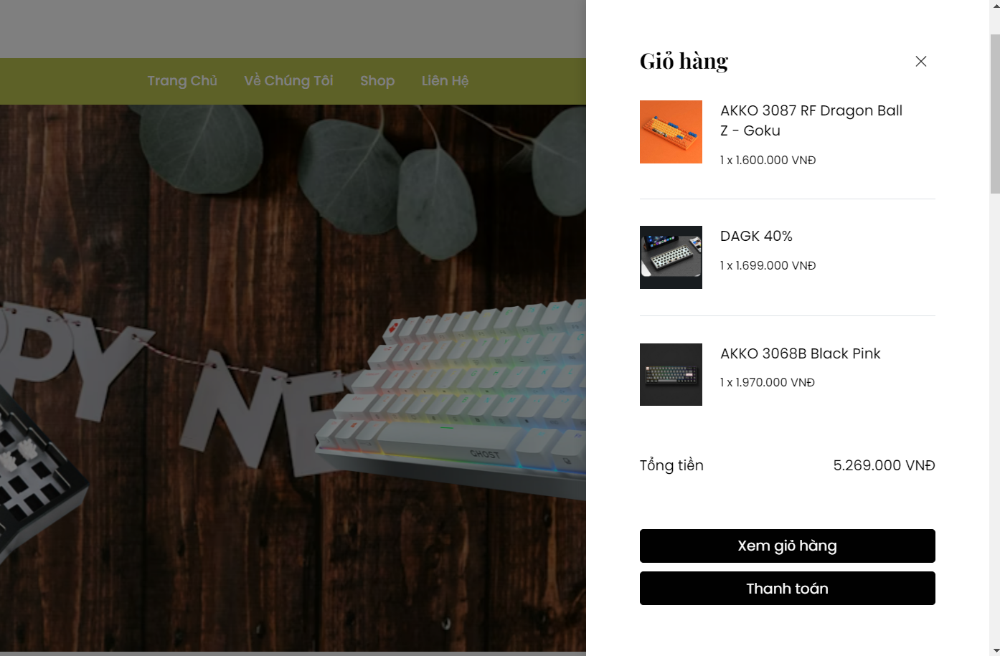 Giỏ hàng
Trang Chủ Về Chúng Tôi Shop Liên Hệ
AKKO 3087 RF Dragon Ball
Z - Goku
1 x 1.600.000 VNĐ
DAGK 40%
1 x 1.699.000 VNĐ
AKKO 3068B Black Pink
1 x 1.970.000 VNĐ
PY NE
GHOST
Tổng tiền 5.269.000 VNĐ
Xem giỏ hàng
Thanh toán